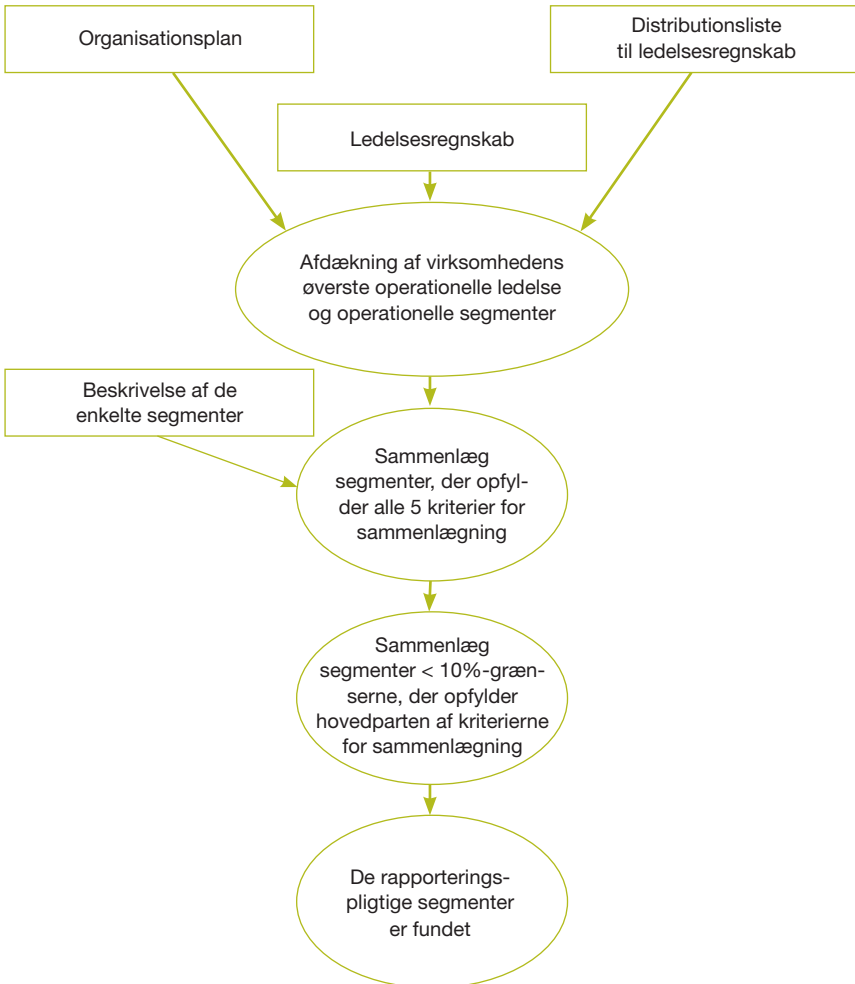 Organisationsplan
Distributionsliste
til ledelsesregnskab
Ledelsesregnskab
Afdækning af virksomhedens
øverste operationelle ledelse
og operationelle segmenter
Beskrivelse af de
enkelte segmenter
Sammenlæg
segmenter, der opfyl-
der alle 5 kriterier for
sammenlægning
Sammenlæg
segmenter < 10%-græn-
serne, der opfylder
hovedparten af kriterierne
for sammenlægning
De rapporterings-
pligtige segmenter
er fundet